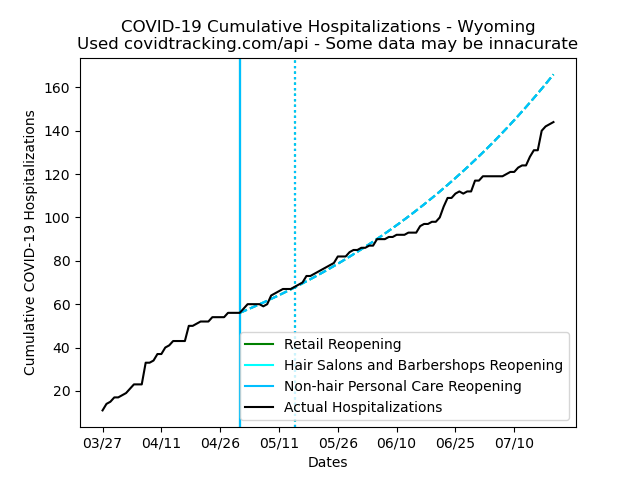 COVID-19 Cumulative Hospitalizations - Wyoming
Used covidtracking.com/api - Some data may be innacurate
Cumulative COVID-19 Hospitalizations
160
140
120
100
80
60
40
20
Retail Reopening
Hair Salons and Barbershops Reopening
Non-hair Personal Care Reopening
Actual Hospitalizations
03/27 04/11 04/26 05/11 05/26 06/10 06/25 07/10
Dates